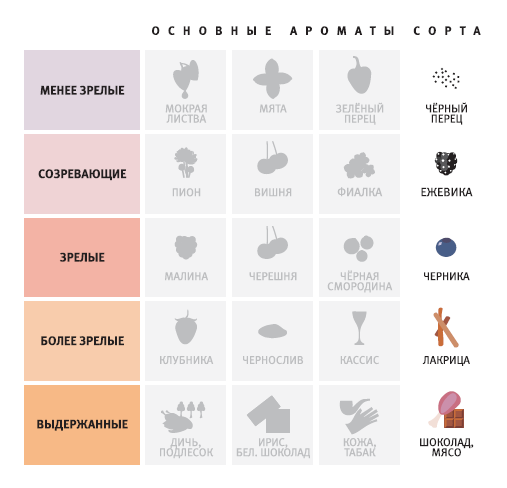 ОСНОВНЫЕ АРОМАТЫ СОРТА
МЕНЕЕ ЗРЕЛЫЕ
МОКРАЯ
ЛИСТВА
МЯТА
ЗЕЛЁНЫЙ
ПЕРЕЦ
ЧЁРНЫЙ
ПЕРЕЦ
СОЗРЕВАЮЩИЕ
ПИОН
ВИШНЯ
ФИАЛКА
ЕЖЕВИКА
ЗРЕЛЫЕ
МАЛИНА
ЧЕРЕШНЯ
ЧЁРНАЯ
СМОРОДИНА
ЧЕРНИКА
БОЛЕЕ ЗРЕЛЫЕ
КЛУБНИКА
ЧЕРНОСЛИВ
КАССИС
ЛАКРИЦА
ВЫДЕРЖАННЫЕ
ДИЧЬ,
ПОДЛЕСОК
ИРИС,
БЕЛ. ШОКОЛАД
КОЖА,
ТАБАК
ШОКОЛАД,
МЯСО